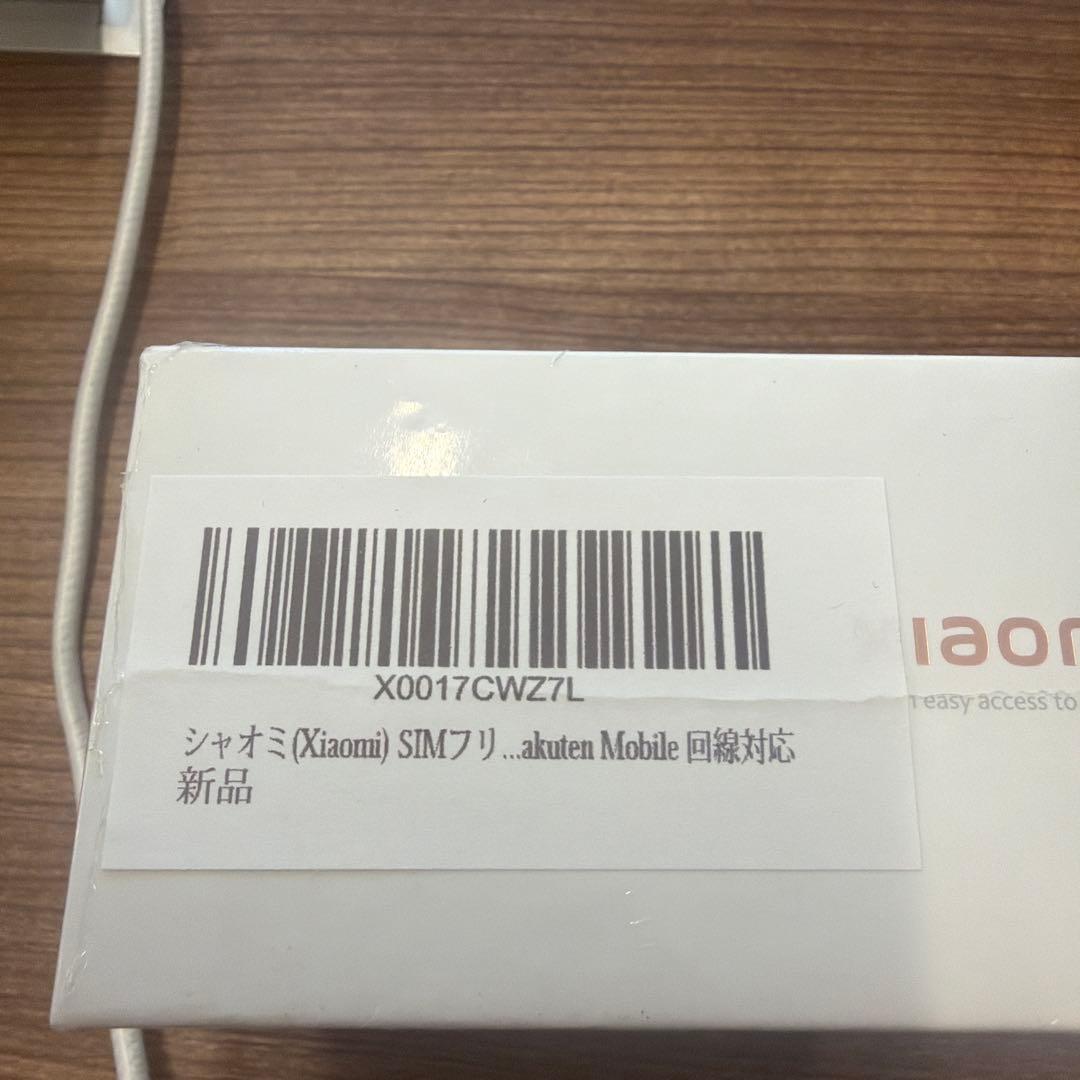 X0017CWZ7L
シャオミ(Xiaomi) SIMフリ...akuten Mobile 回線対応
新品
iaom
easy access to